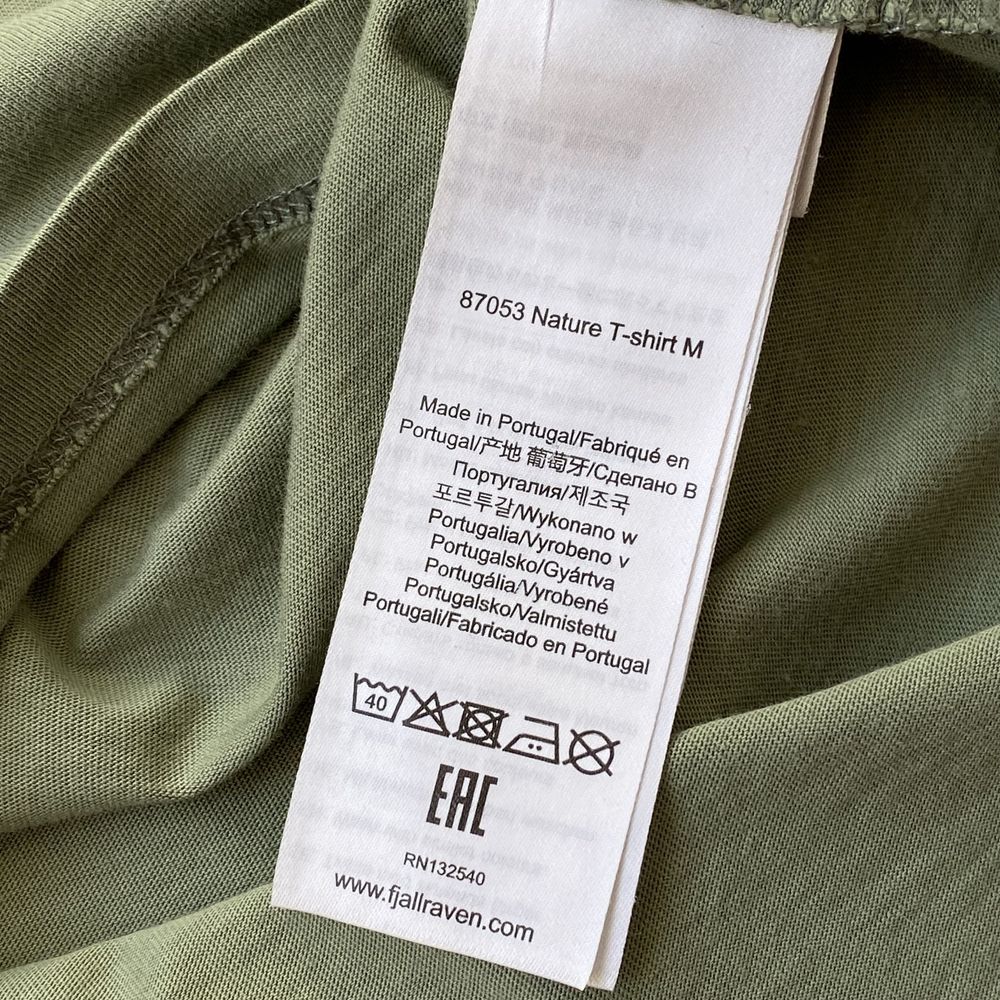 87053 Nature T-shirt M
Made in Portugal/Fabriqué en
Portugal/产地 葡萄牙/Сделано В
Португалия/제조국
포르투갈/Wykonano w
Portugalia/Vyrobeno v
Portugalsko/Gyártva
Portugália/Vyrobené
Portugalsko/Valmistettu
Portugali/Fabricado en Portugal
40
EAC
RN132540
www.fjallraven.com